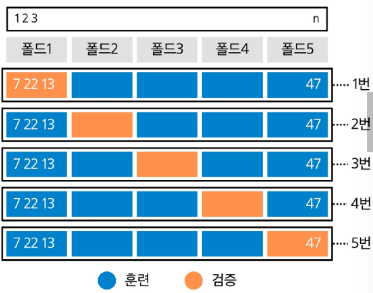 1 2 3 n
폴드1 폴드2 폴드3 폴드4 폴드5
7 22 13 47 1번
7 22 13 47 2번
7 22 13 47 3번
7 22 13 47 4번
7 22 13 47 5번
훈련 검증